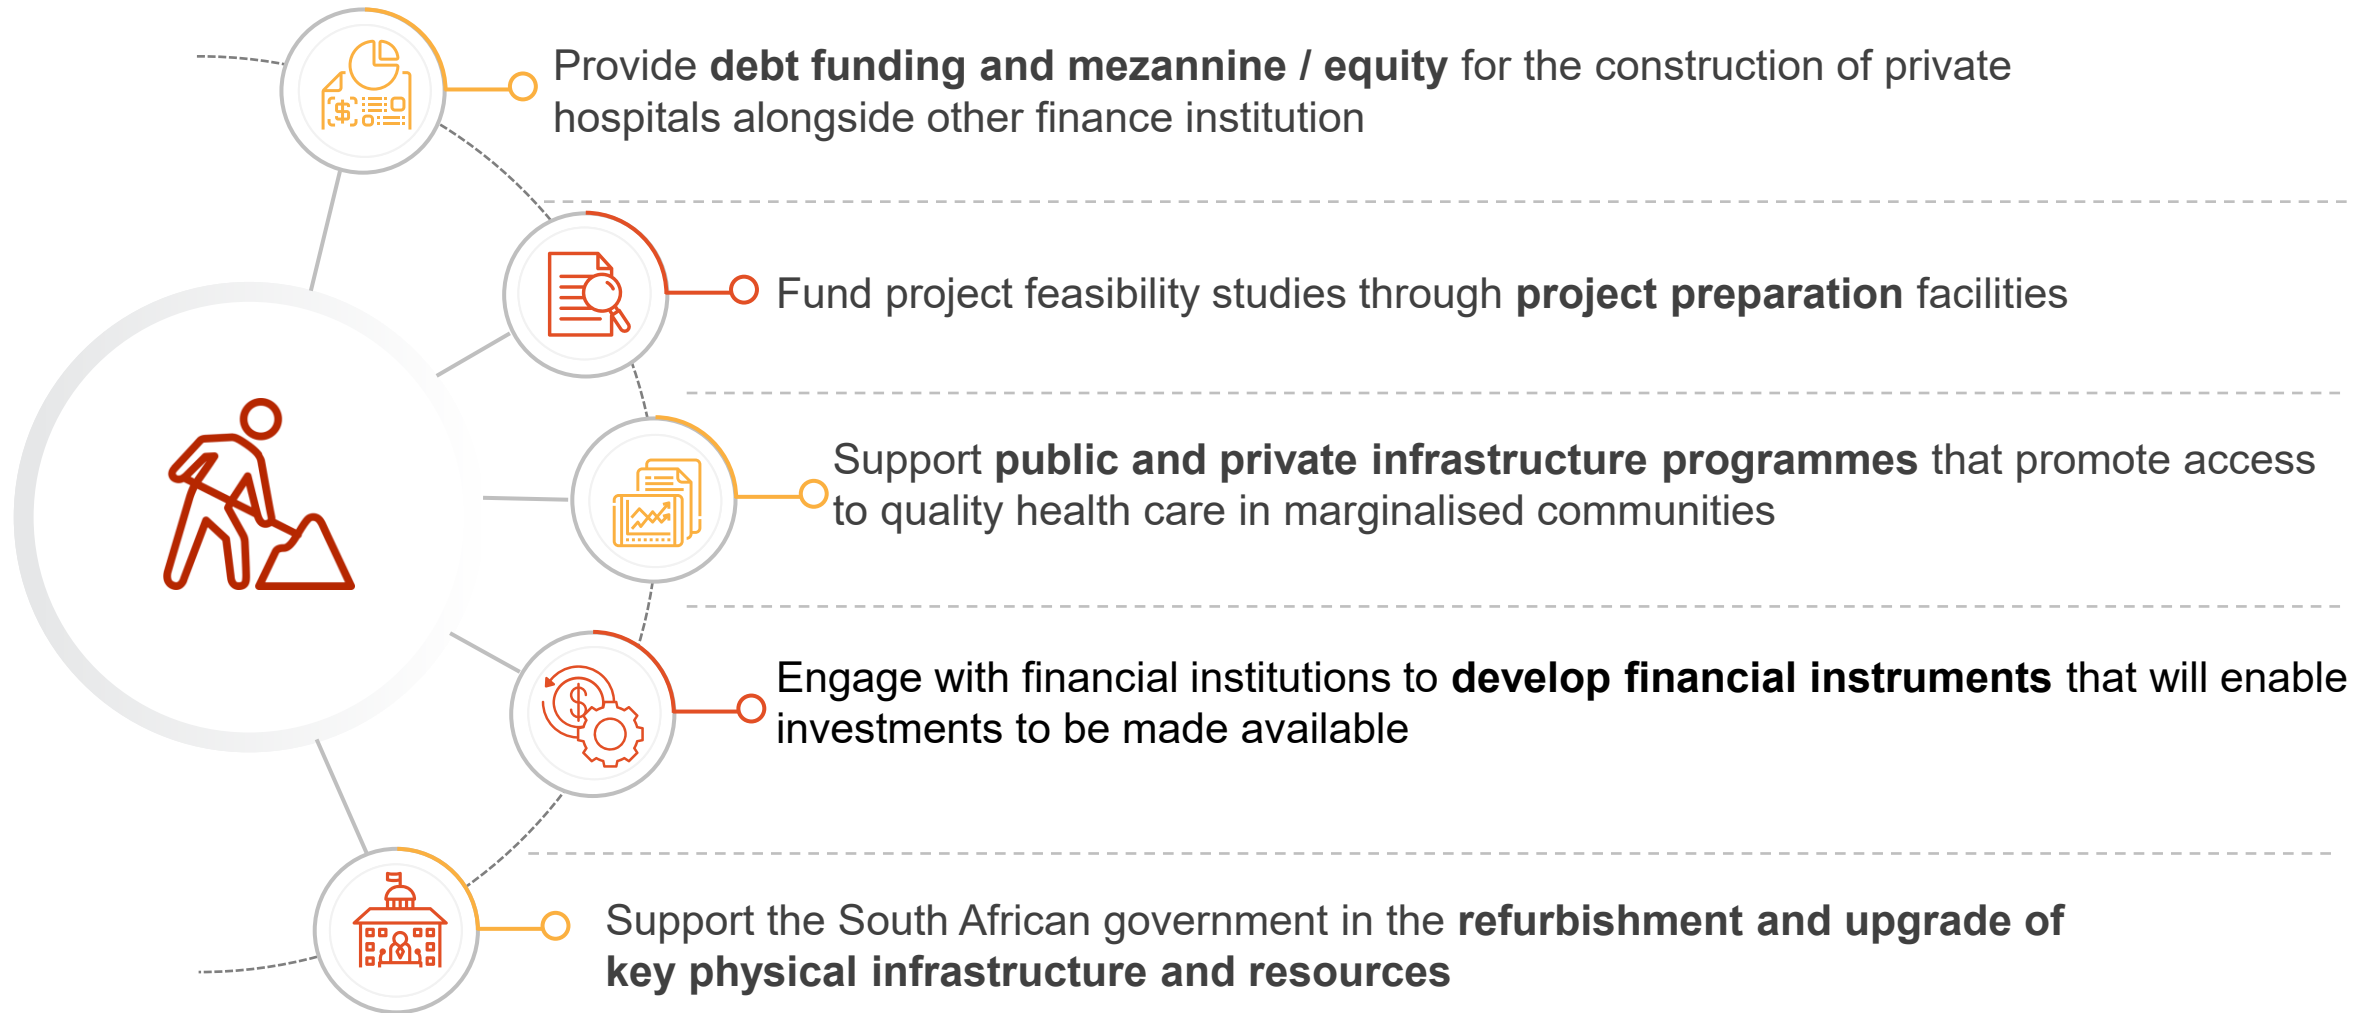 Provide debt funding and mezannine / equity for the construction of private
hospitals alongside other finance institution
Fund project feasibility studies through project preparation facilities
Support public and private infrastructure programmes that promote access
to quality health care in marginalised communities
Engage with financial institutions to develop financial instruments that will enable
investments to be made available
Support the South African government in the refurbishment and upgrade of
key physical infrastructure and resources